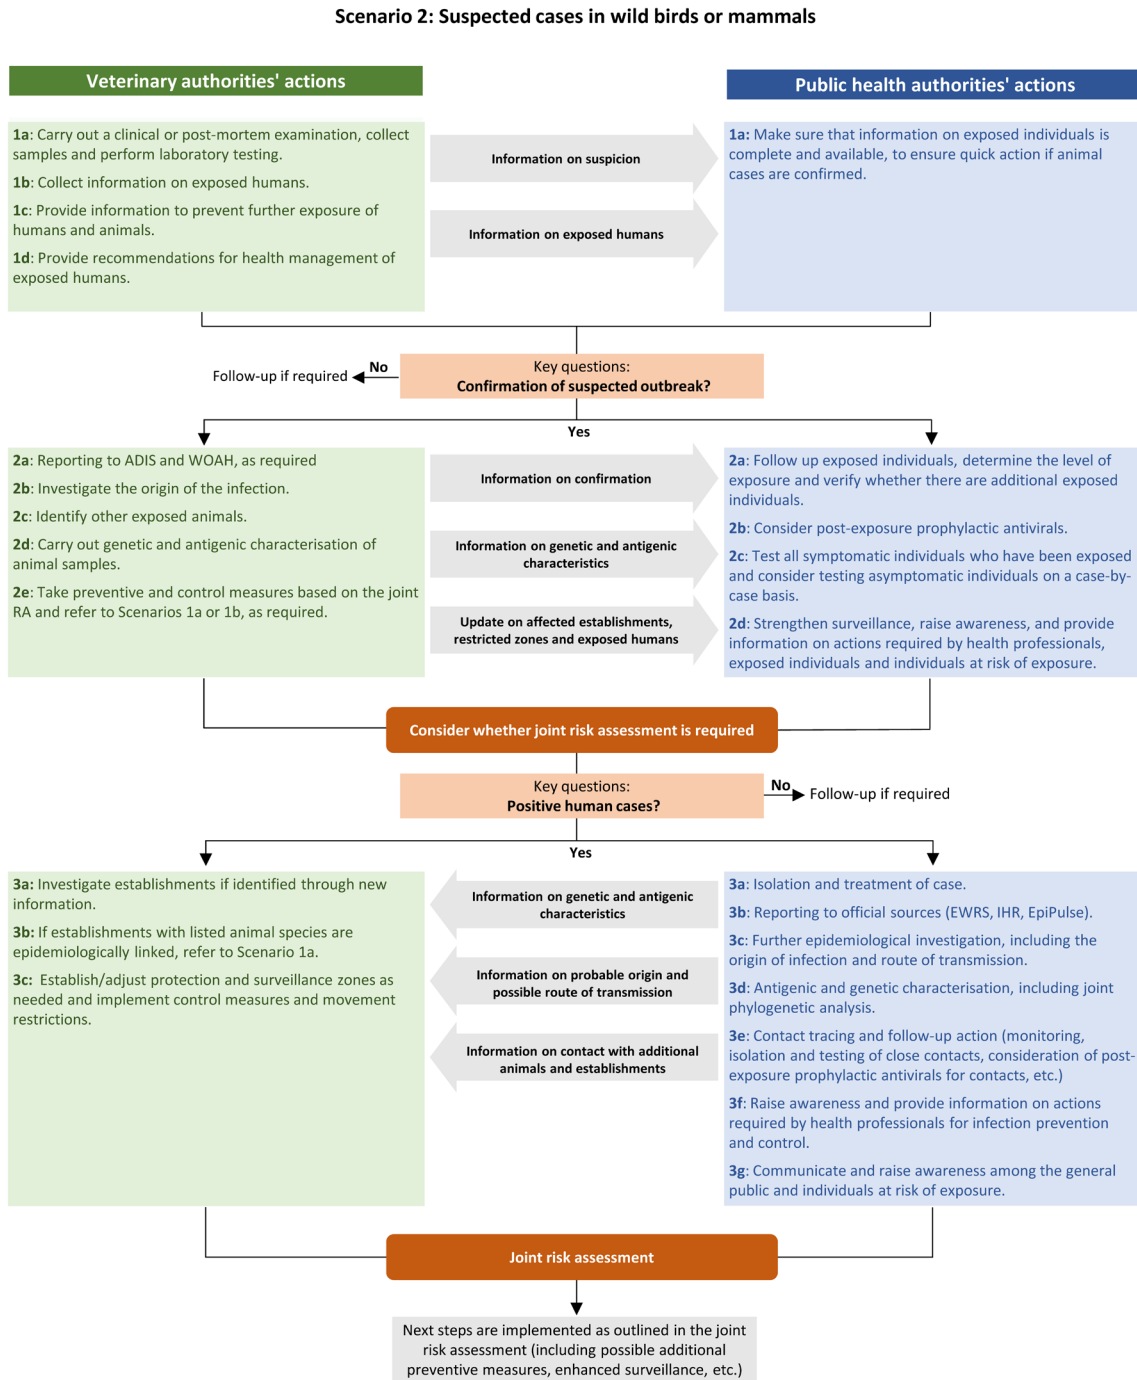 Scenario 2: Suspected cases in wild birds or mammals
Veterinary authorities' actions
Public health authorities' actions
1a: Carry out a clinical or post-mortem examination, collect
samples and perform laboratory testing.
1b: Collect information on exposed humans.
1c: Provide information to prevent further exposure of
humans and animals.
1d: Provide recommendations for health management of
exposed humans.
Information on suspicion
Information on exposed humans
1a: Make sure that information on exposed individuals is
complete and available, to ensure quick action if animal
cases are confirmed.
Key questions:
Confirmation of suspected outbreak?
No
Follow-up if required
Yes
2a: Reporting to ADIS and WOAH, as required
2b: Investigate the origin of the infection.
2c: Identify other exposed animals.
2d: Carry out genetic and antigenic characterisation of
animal samples.
2e: Take preventive and control measures based on the joint
RA and refer to Scenarios 1a or 1b, as required.
Information on confirmation
Information on genetic and antigenic
characteristics
Update on affected establishments,
restricted zones and exposed humans
2a: Follow up exposed individuals, determine the level of
exposure and verify whether there are additional exposed
individuals.
2b: Consider post-exposure prophylactic antivirals.
2c: Test all symptomatic individuals who have been exposed
and consider testing asymptomatic individuals on a case-by-
case basis.
2d: Strengthen surveillance, raise awareness, and provide
information on actions required by health professionals,
exposed individuals and individuals at risk of exposure.
Consider whether joint risk assessment is required
Key questions:
Positive human cases?
No
Follow-up if required
Yes
3a: Investigate establishments if identified through new
information.
3b: If establishments with listed animal species are
epidemiologically linked, refer to Scenario 1a.
3c: Establish/adjust protection and surveillance zones as
needed and implement control measures and movement
restrictions.
Information on genetic and antigenic
characteristics
Information on probable origin and
possible route of transmission
Information on contact with additional
animals and establishments
3a: Isolation and treatment of case.
3b: Reporting to official sources (EWRS, IHR, EpiPulse).
3c: Further epidemiological investigation, including the
origin of infection and route of transmission.
3d: Antigenic and genetic characterisation, including joint
phylogenetic analysis.
3e: Contact tracing and follow-up action (monitoring,
isolation and testing of close contacts, consideration of post-
exposure prophylactic antivirals for contacts, etc.)
3f: Raise awareness and provide information on actions
required by health professionals for infection prevention
and control.
3g: Communicate and raise awareness among the general
public and individuals at risk of exposure.
Joint risk assessment
Next steps are implemented as outlined in the joint
risk assessment (including possible additional
preventive measures, enhanced surveillance, etc.)